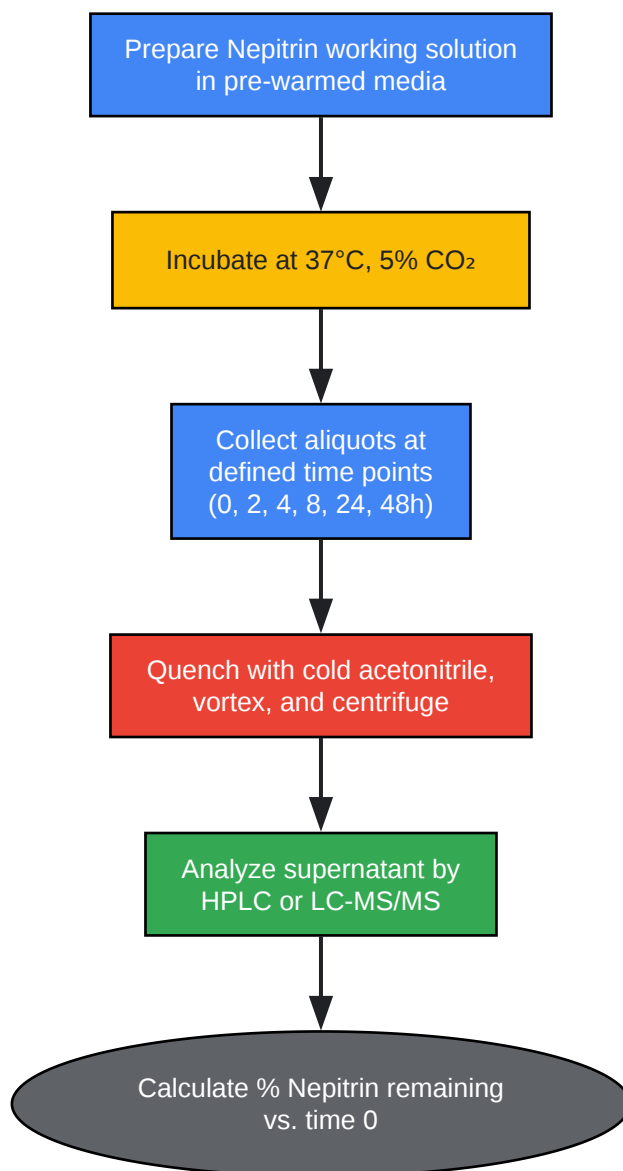 Prepare Nepitrin working solution
in pre-warmed media
Incubate at 37°C, 5% CO₂
Collect aliquots at
defined time points
(0, 2, 4, 8, 24, 48h)
Quench with cold acetonitrile,
vortex, and centrifuge
Analyze supernatant by
HPLC or LC-MS/MS
Calculate % Nepitrin remaining
vs. time 0